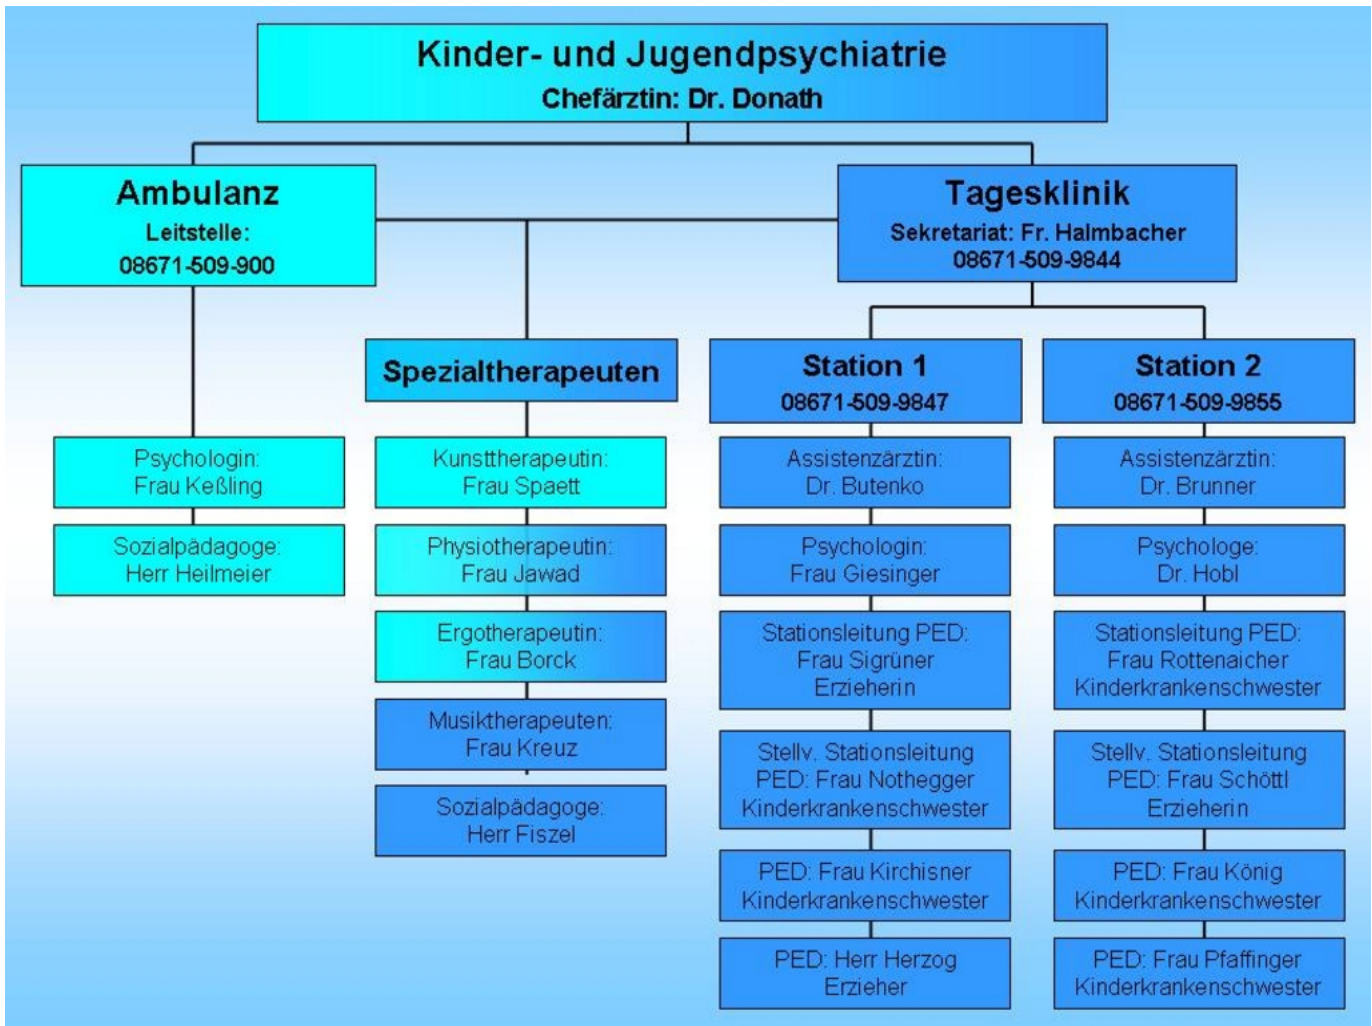 Kinder- und Jugendpsychiatrie
Chefärztin: Dr. Donath
Ambulanz
Leitstelle:
08671-509-900
Tagesklinik
Sekretariat: Fr. Halmbacher
08671-509-9844
Spezialtherapeuten
Station 1
08671-509-9847
Station 2
08671-509-9855
Psychologin:
Frau Keßling
Sozialpädagoge:
Herr Heilmeier
Kunsttherapeutin:
Frau Spaett
Physiotherapeutin:
Frau Jawad
Ergotherapeutin:
Frau Borck
Musiktherapeuten:
Frau Kreuz
Sozialpädagoge:
Herr Fiszel
Assistenzärztin:
Dr. Butenko
Psychologin:
Frau Giesinger
Stationsleitung PED:
Frau Sigrüner
Erzieherin
Stellv. Stationsleitung
PED: Frau Nothegger
Kinderkrankenschwester
PED: Frau Kirchisner
Kinderkrankenschwester
PED: Herr Herzog
Erzieher
Assistenzärztin:
Dr. Brunner
Psychologe:
Dr. Hobl
Stationsleitung PED:
Frau Rottenaicher
Kinderkrankenschwester
Stellv. Stationsleitung
PED: Frau Schöttl
Erzieherin
PED: Frau König
Kinderkrankenschwester
PED: Frau Pfaffinger
Kinderkrankenschwester